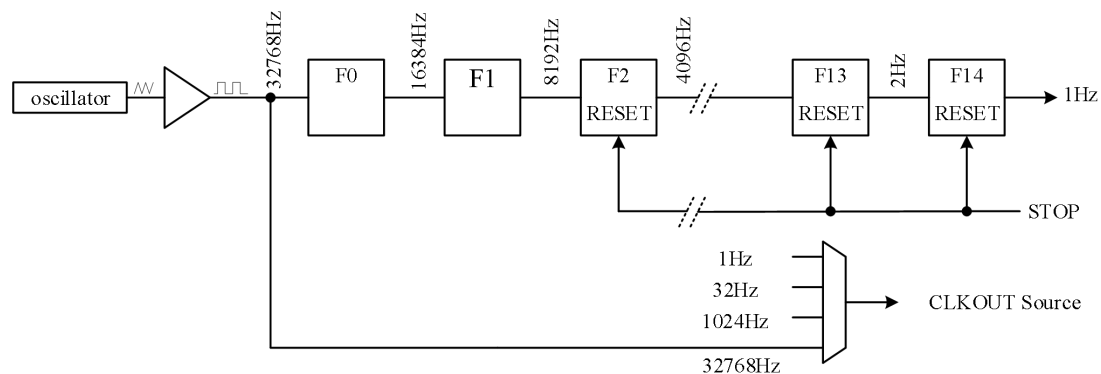 oscillator
32768Hz
F0
16384Hz
F1
8192Hz
F2
RESET
4096Hz
F13
RESET
2Hz
F14
RESET
1Hz
STOP
1Hz
32Hz
1024Hz
32768Hz
CLKOUT Source